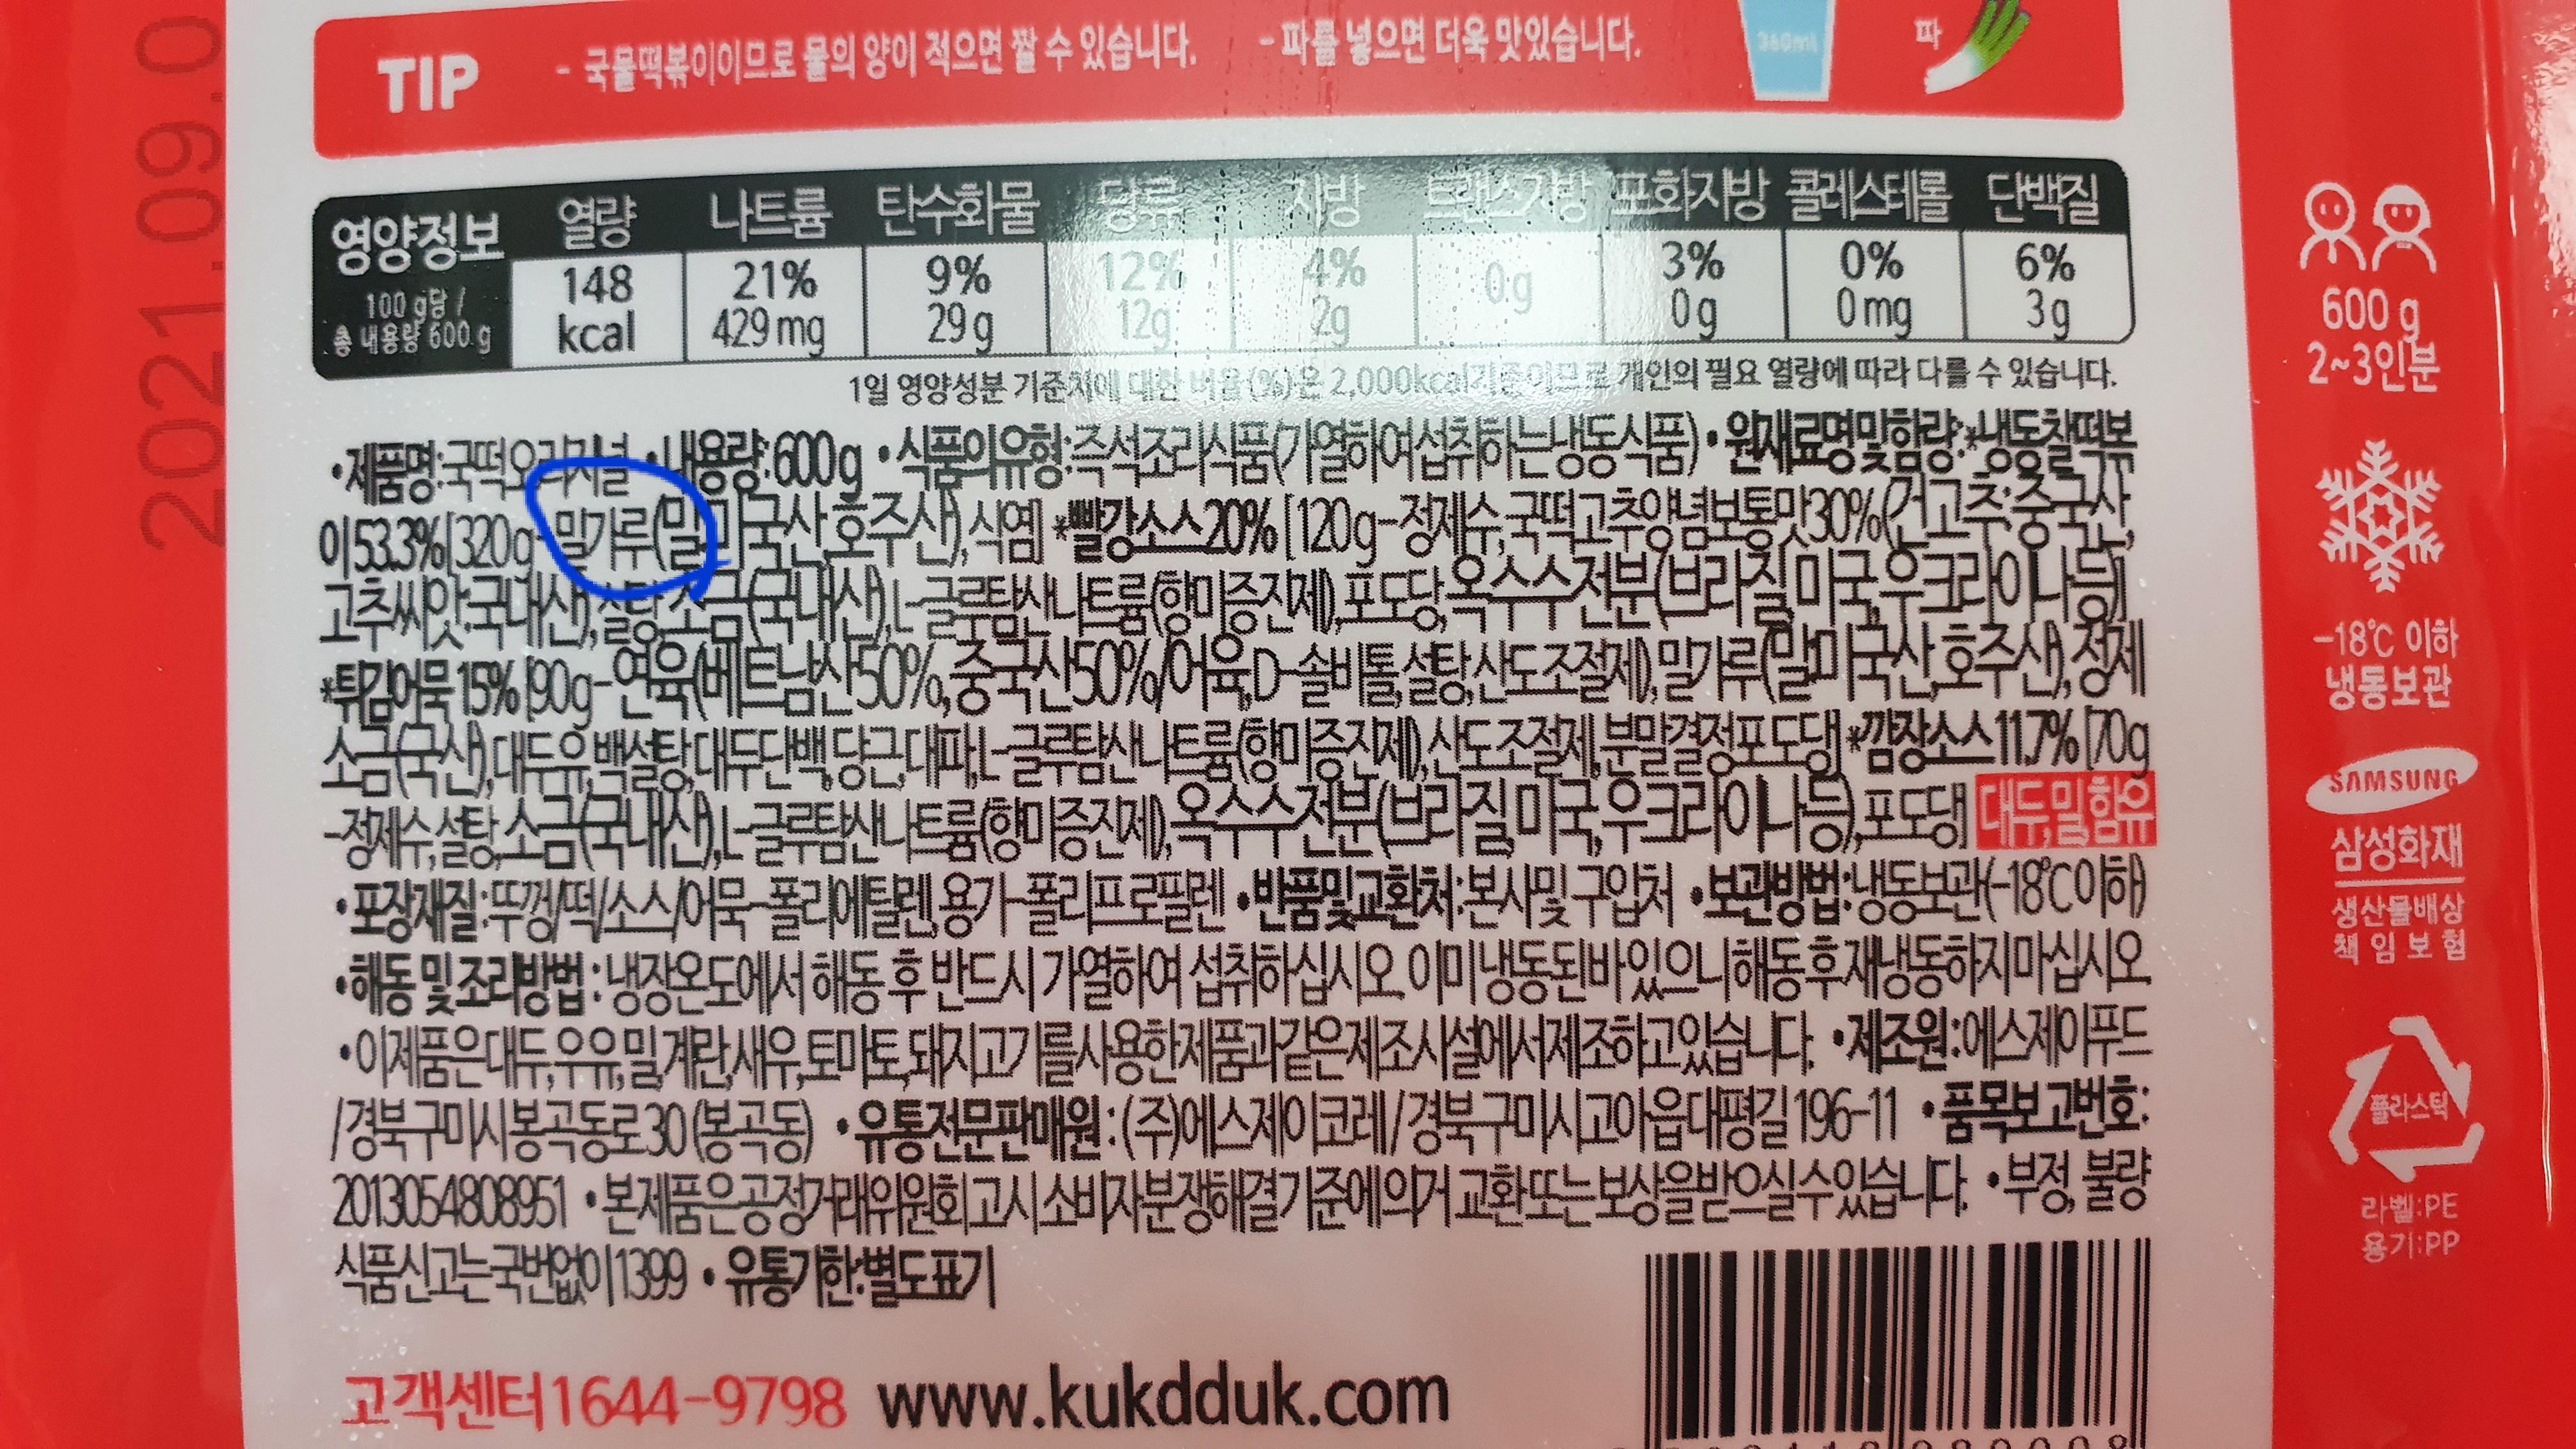 TIP - 국물떡볶이이므로 물의 양이 적으면 짤 수 있습니다. - 파를 넣으면 더욱 맛있습니다. 360ml 파
영양정보 열량 나트륨 탄수화물 당류 지방 트랜스지방 포화지방 콜레스테롤 단백질
100 g당 / 총 내용량 600 g
148 kcal 21% 429 mg 9% 29 g 12% 12g 4% 2g 0g 3% 0 g 0% 0 mg 6% 3 g
1일 영양성분 기준치에 대한 비율(%)은 2,000kcal기준이므로 개인의 필요 열량에 따라 다를 수 있습니다.
•제품명:국떡오리지널 •내용량:600g •식품의유형:즉석조리식품(가열하여섭취하는냉동식품) •원재료명및함량:*냉동찰떡볶
이53.3%[320g-밀가루(밀:미국산,호주산),식염] *빨강소스20% [120g-정제수,국떡고추양념보통맛30%(건고추:중국산,
고추씨앗:국내산),설탕,소금(국내산),L-글루탐산나트륨(향미증진제),포도당,옥수수전분(브라질,미국,우크라이나등)]
*튀김어묵15% [90g-연육(베트남산50%,중국산50%/어육,D-솔비톨,설탕,산도조절제),밀가루(밀:미국산,호주산),정제
소금(국산),대두유,백설탕,대두단백,당근,대파,L-글루탐산나트륨(향미증진제),산도조절제,분말결정포도당] *깜장소스11.7% [70g
-정제수,설탕,소금(국내산),L-글루탐산나트륨(향미증진제),옥수수전분(브라질,미국,우크라이나등),포도당] 대두,밀함유
•포장재질:뚜껑/떡/소스/어묵-폴리에틸렌,용기-폴리프로필렌 •반품및교환처:본사및구입처 •보관방법:냉동보관(-18℃이하)
•해동 및 조리방법 : 냉장온도에서 해동 후 반드시 가열하여 섭취하십시오. 이미냉동된바있으니해동후재냉동하지마십시오
•이제품은대두,우유,밀,계란,새우,토마토,돼지고기를사용한제품과같은제조시설에서제조하고있습니다. •제조원:에스제이푸드
/경북구미시봉곡동로30(봉곡동) •유통전문판매원:(주)에스제이코레/경북구미시고아읍대평길196-11 •품목보고번호:
2013054808951 •본제품은공정거래위원회고시소비자분쟁해결기준에의거교환또는보상을받으실수있습니다. •부정,불량
식품신고는국번없이1399 •유통기한:별도표기
고객센터1644-9798 www.kukdduk.com
2021.09.0
600 g
2~3인분
-18℃ 이하
냉동보관
SAMSUNG
삼성화재
생산물배상
책임보험
플라스틱
라벨:PE
용기:PP